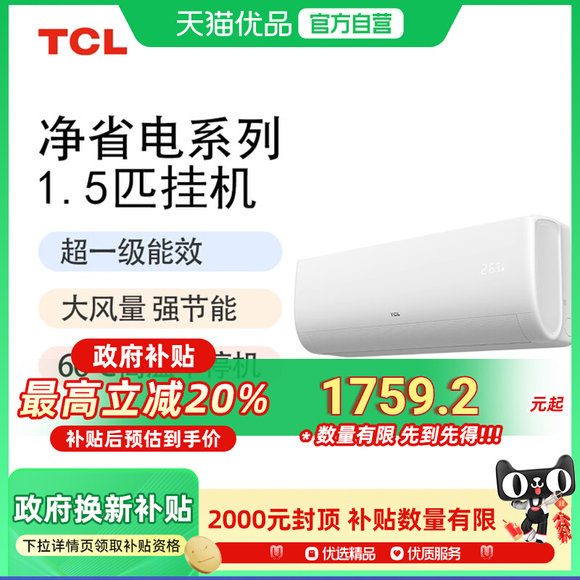 天猫优品 官方自营
TCL
净省电系列
1.5匹挂机
超一级能效
大风量 强节能
TCL
政府补贴
最高立减20%
补贴后预估到手价
1759.2 元起
*数量有限 先到先得!!!
政府换新补贴
下拉详情页领取补贴资格
2000元封顶 补贴数量有限
优选精品 优质服务